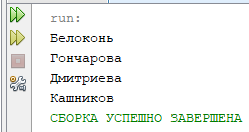 run:
Белоконь
Гончарова
Дмитриева
Кашников
СБОРКА УСПЕШНО ЗАВЕРШЕНА